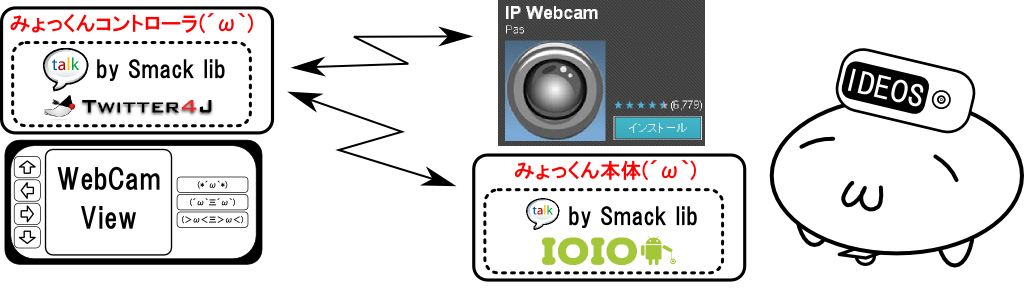 みょっくんコントローラ(´ω`)
talk by Smack lib
TWITTER4J
WebCam
View
(*´ω`*)
(´ω`三´ω`)
(>ω<三>ω<)
IP Webcam
Pas
(6,779)
インストール
みょっくん本体(´ω`)
talk by Smack lib
IOIO
IDEOS
ω